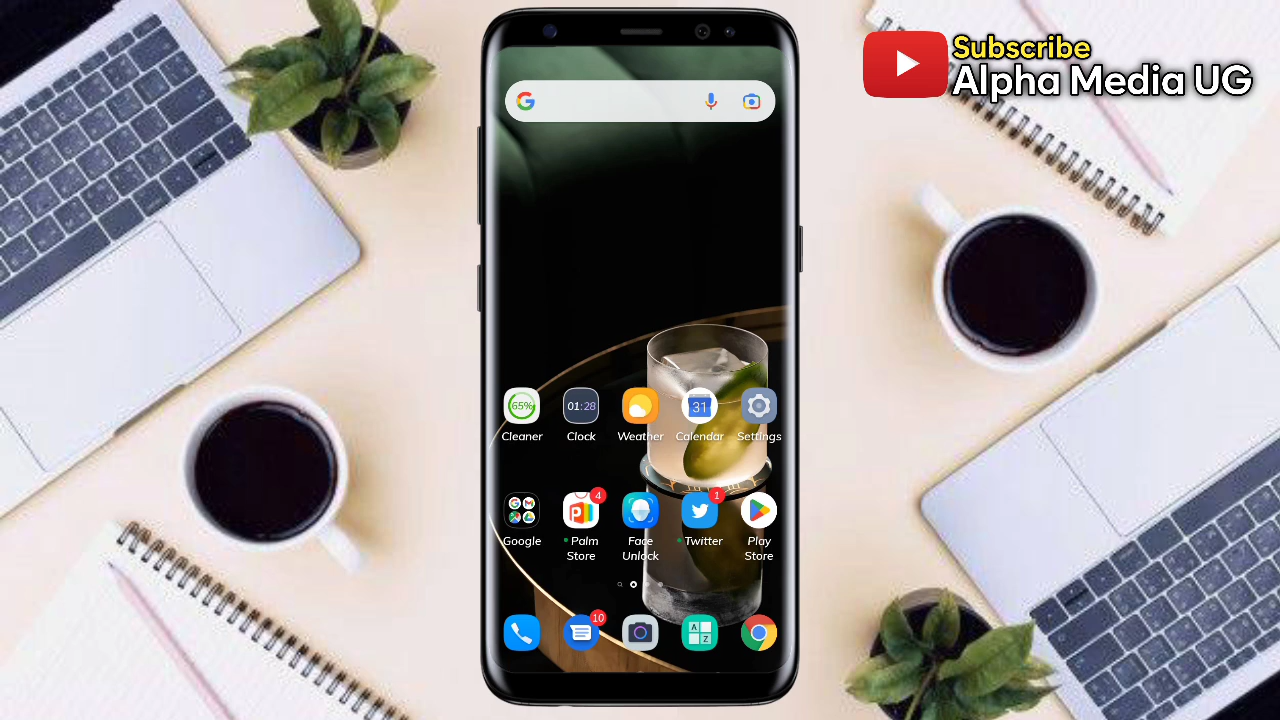 Subscribe
Alpha Media UG
65%
01:28
31
Cleaner
Clock
Weather
Calendar
Settings
4
1
Google
Palm
Store
Face
Unlock
Twitter
Play
Store
10
A
Z